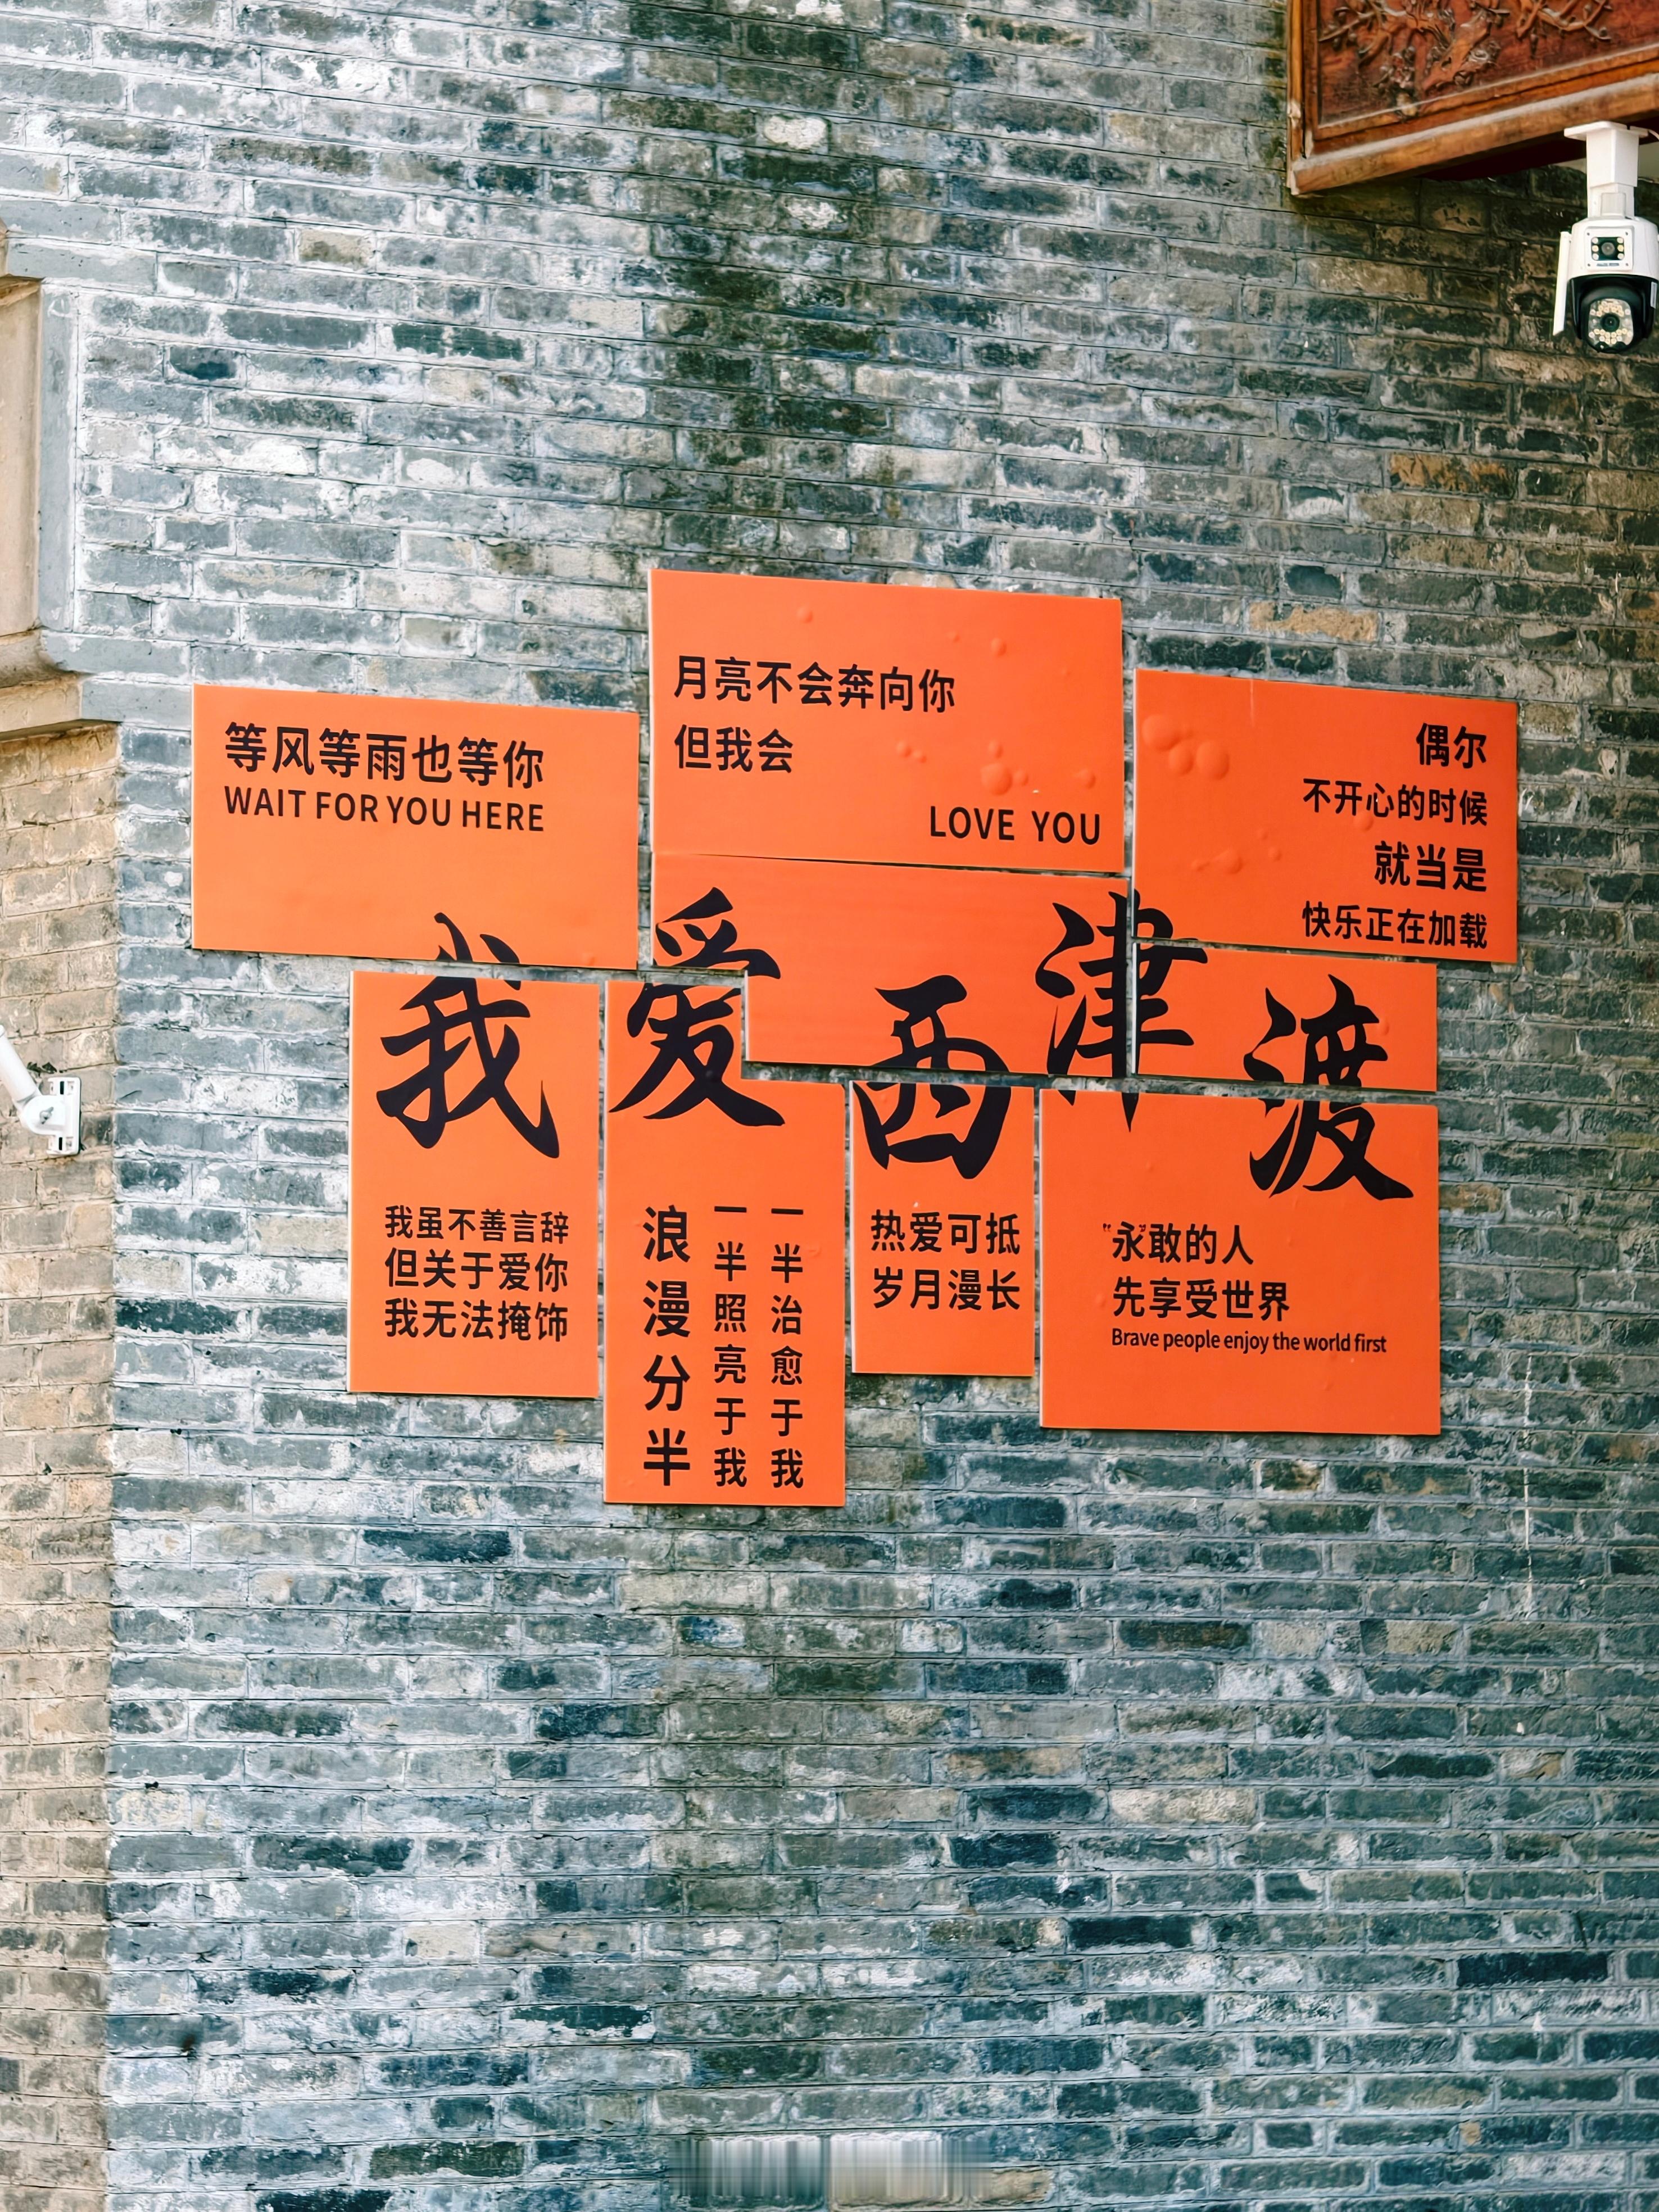 等风等雨也等你
WAIT FOR YOU HERE
月亮不会奔向你
但我会
LOVE YOU
偶尔
不开心的时候
就当是
快乐正在加载
我爱西津渡
我虽不善言辞
但关于爱你
我无法掩饰
一半治愈于我
一半照亮于我
浪漫分半
热爱可抵
岁月漫长
"永敢的人
先享受世界
Brave people enjoy the world first